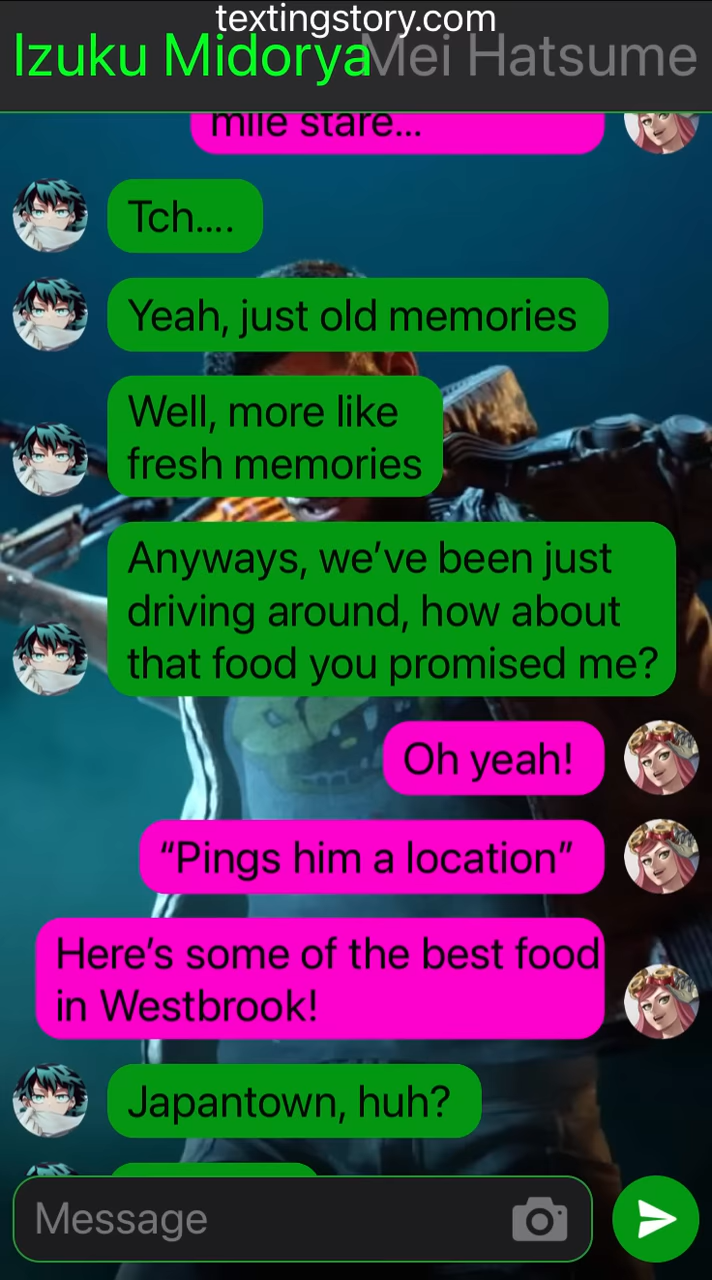 textingstory.com
Izuku Midorya Mei Hatsume
mile stare...
Tch....
Yeah, just old memories
Well, more like
fresh memories
Anyways, we’ve been just
driving around, how about
that food you promised me?
Oh yeah!
“Pings him a location”
Here’s some of the best food
in Westbrook!
Japantown, huh?
Message